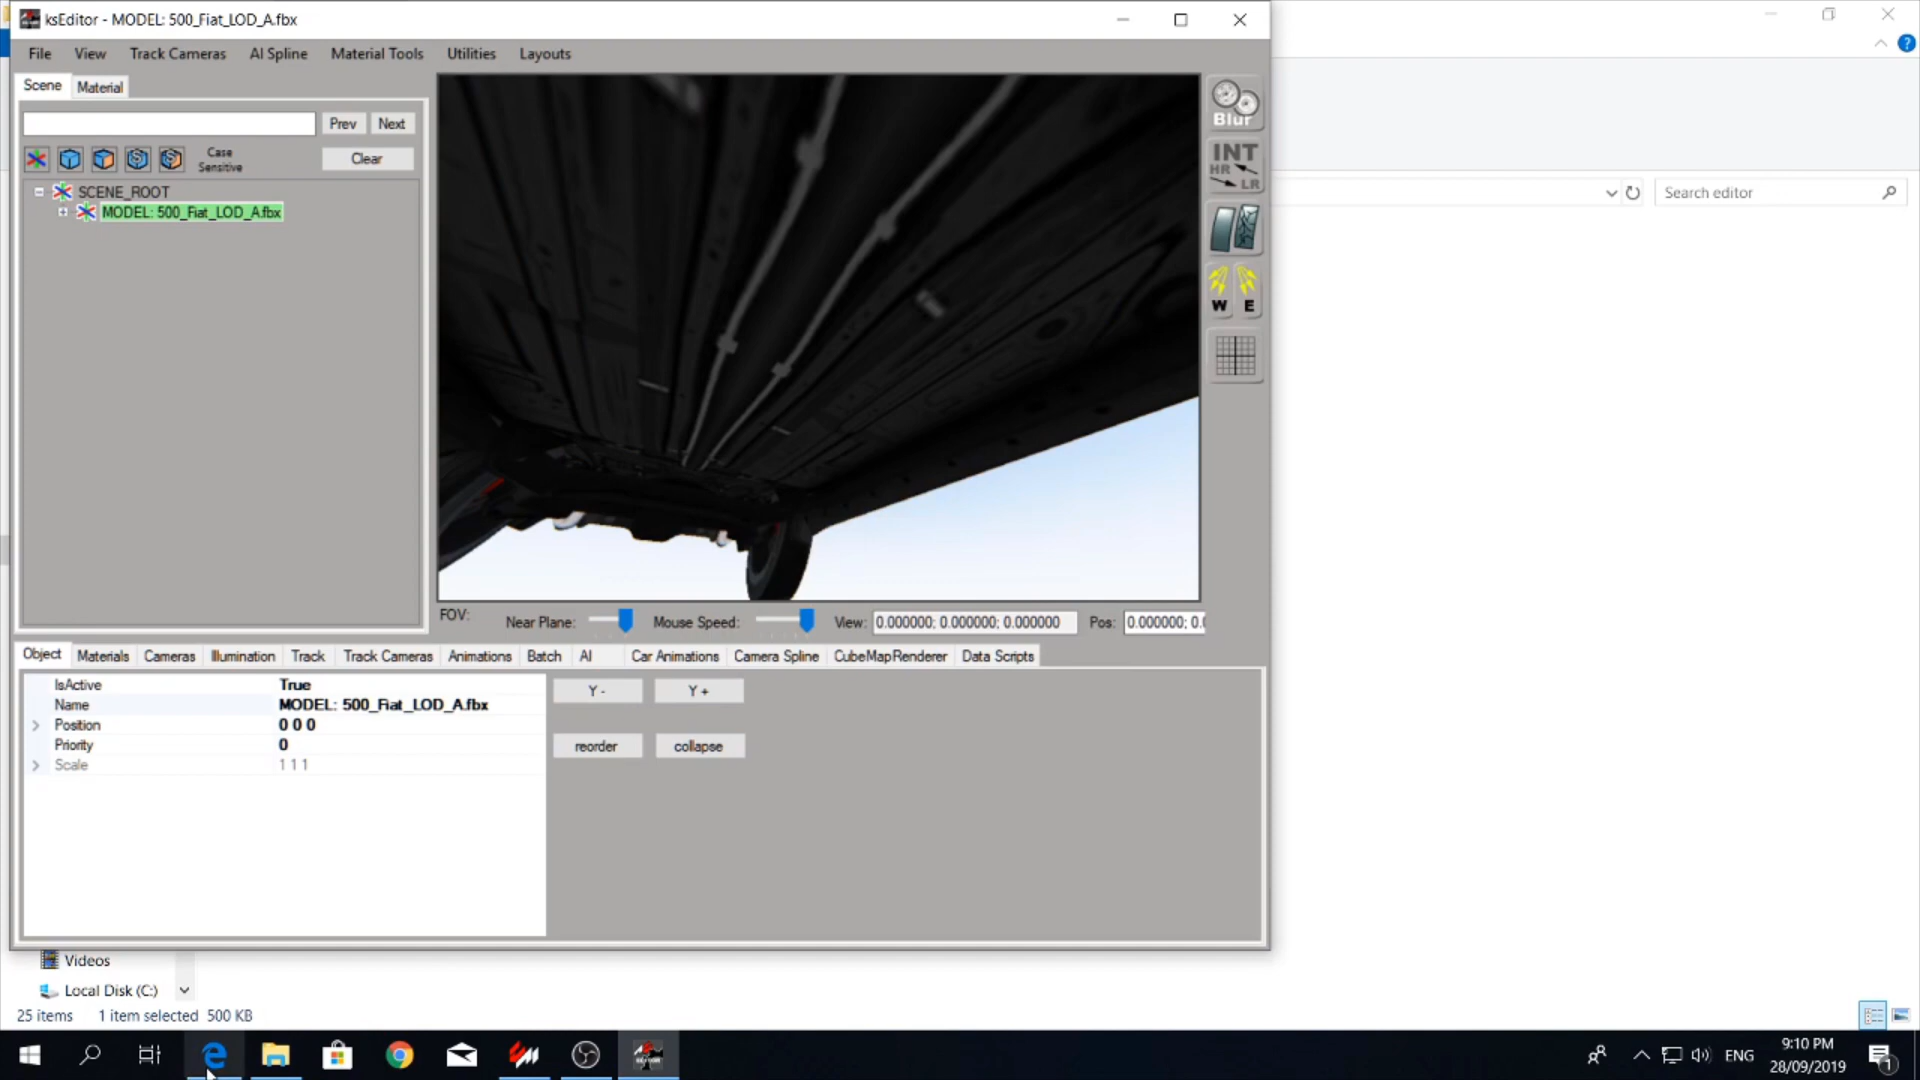 ksEditor - MODEL: 500_Fiat_LOD_A.fbx
File View Track Cameras AI Spline Material Tools Utilities Layouts
Scene Material
Prev Next
Case Sensitive
Clear
SCENE_ROOT
MODEL: 500_Fiat_LOD_A.fbx
Blur
INT
HR
LR
W E
Search editor
FOV: Near Plane: Mouse Speed: View: 0.000000; 0.000000; 0.000000 Pos: 0.000000; 0.0
Object Materials Cameras Illumination Track Track Cameras Animations Batch AI Car Animations Camera Spline CubeMapRenderer Data Scripts
IsActive True
Name MODEL: 500_Fiat_LOD_A.fbx
Position 0 0 0
Priority 0
Scale 1 1 1
Y - Y +
reorder collapse
Videos
Local Disk (C:)
25 items 1 item selected 500 KB
ENG
9:10 PM
28/09/2019
1